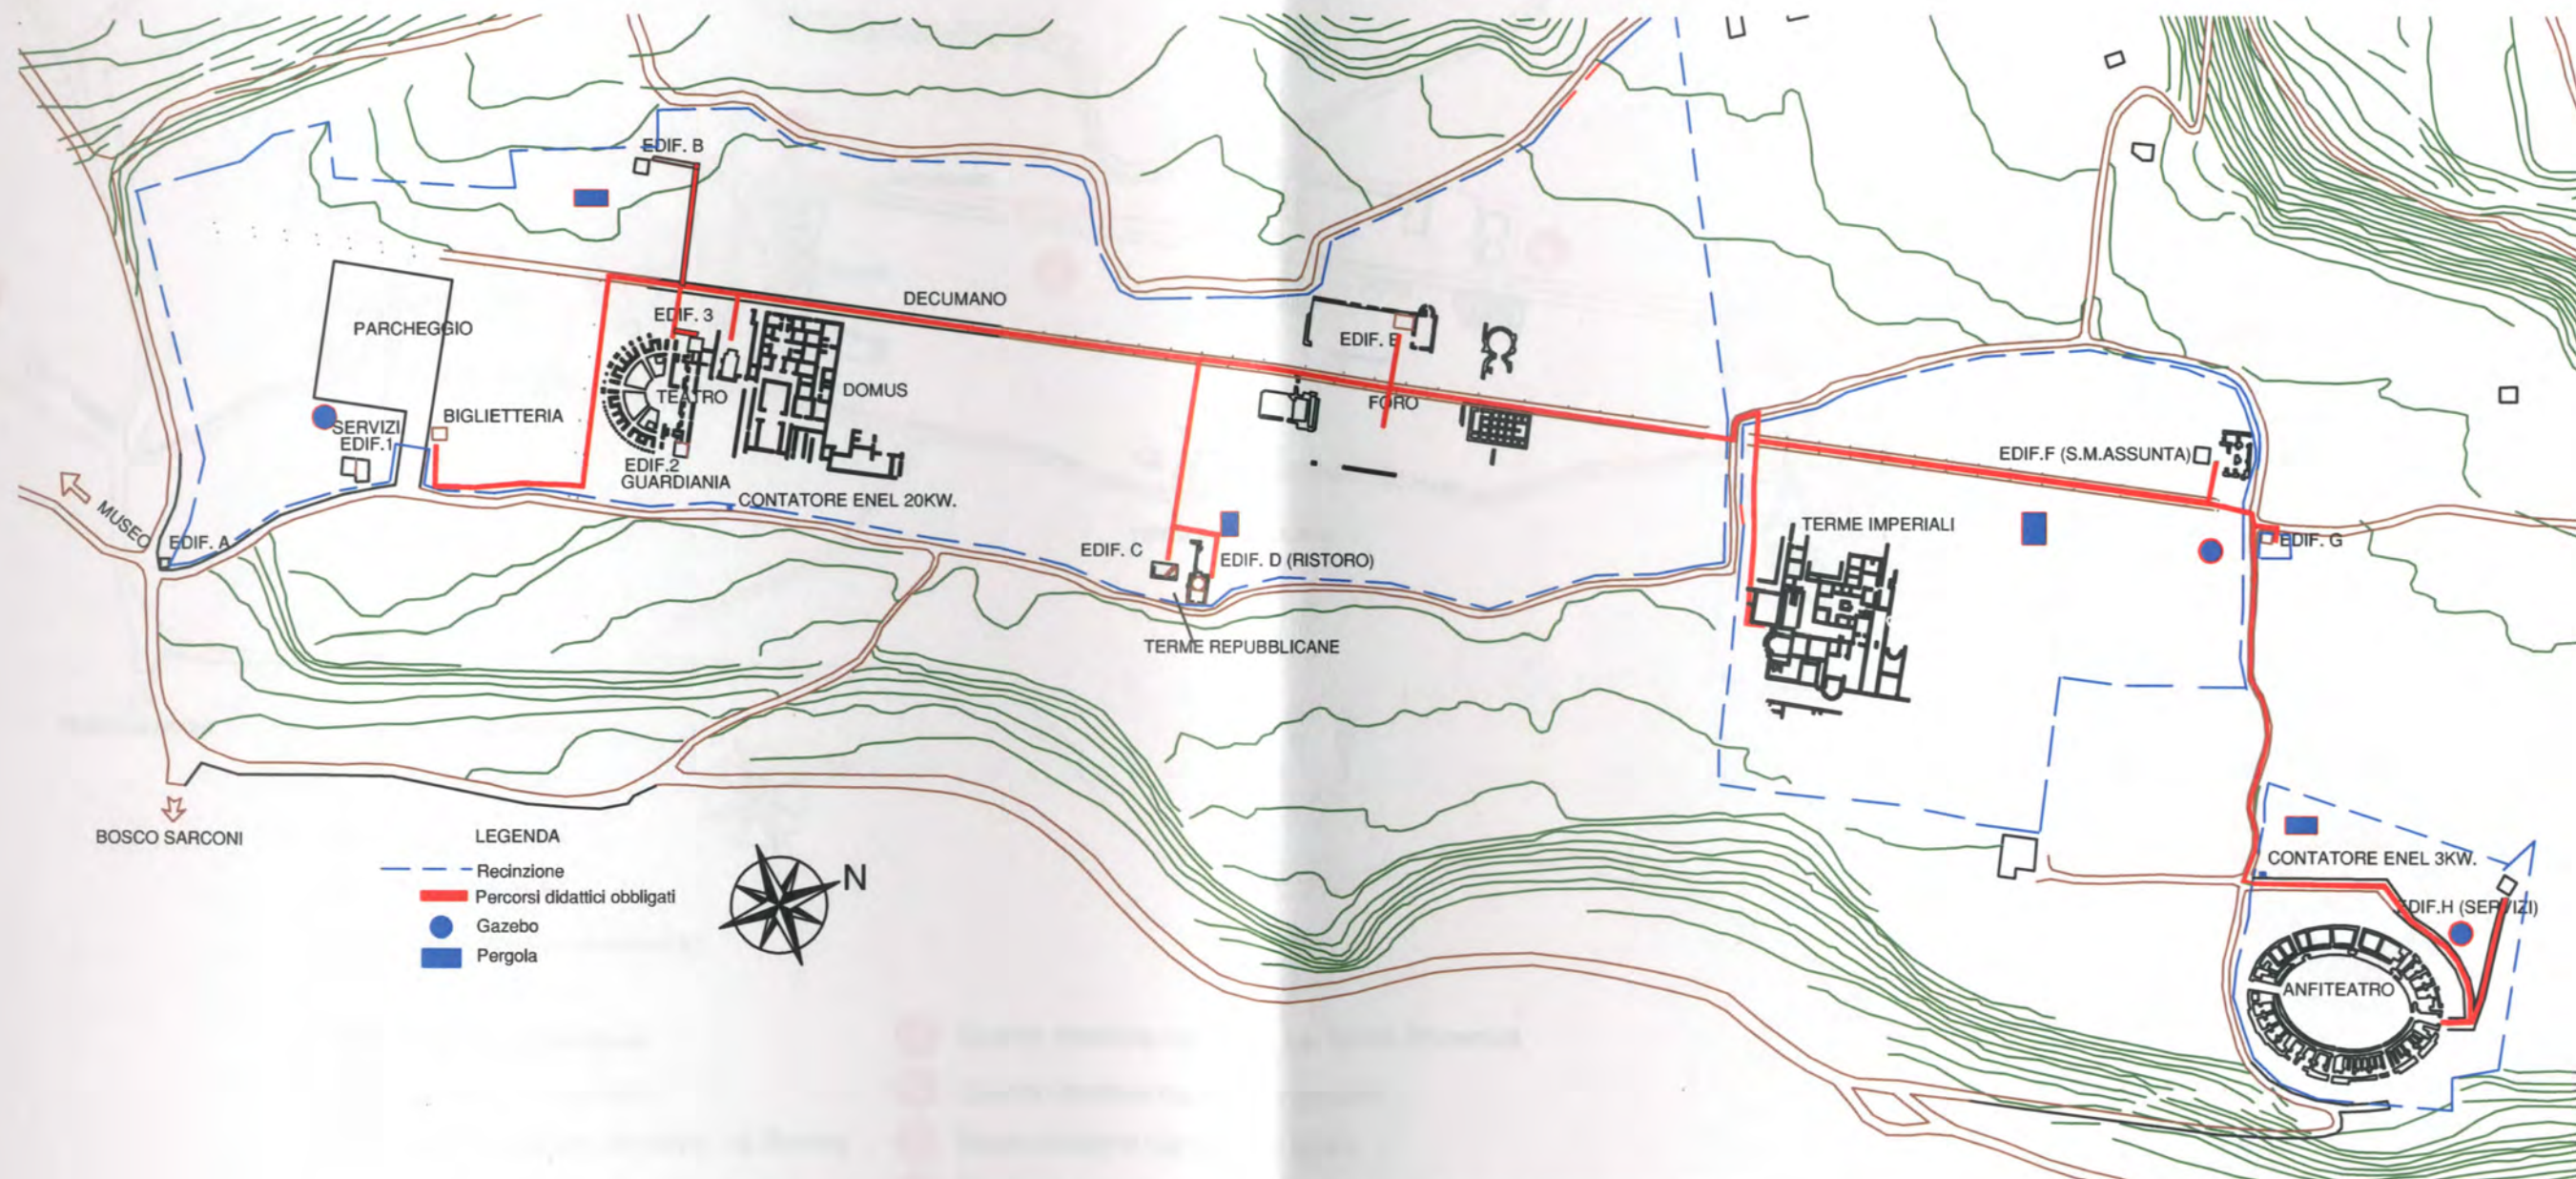 EDIF. B
DECUMANO
EDIF. 3
PARCHEGGIO
EDIF. E
TEATRO
DOMUS
FORO
BIGLIETTERIA
SERVIZI
EDIF.1
EDIF.2
GUARDIANIA
CONTATORE ENEL 20KW.
EDIF.F (S.M.ASSUNTA)
TERME IMPERIALI
MUSEO
EDIF. A
EDIF. C
EDIF. D (RISTORO)
EDIF. G
TERME REPUBBLICANE
BOSCO SARCONI
LEGENDA
Recinzione
Percorsi didattici obbligati
Gazebo
Pergola
N
CONTATORE ENEL 3KW.
EDIF.H (SERVIZI)
ANFITEATRO